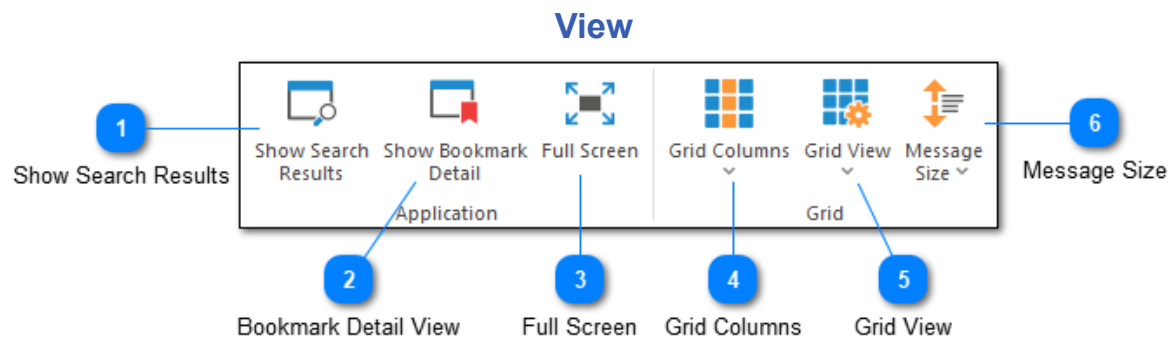 View
1
6
Show Search Results
Show Bookmark Detail
Full Screen
Grid Columns
Grid View
Message Size
Show Search Results
Message Size
Application
Grid
2
3
4
5
Bookmark Detail View
Full Screen
Grid Columns
Grid View